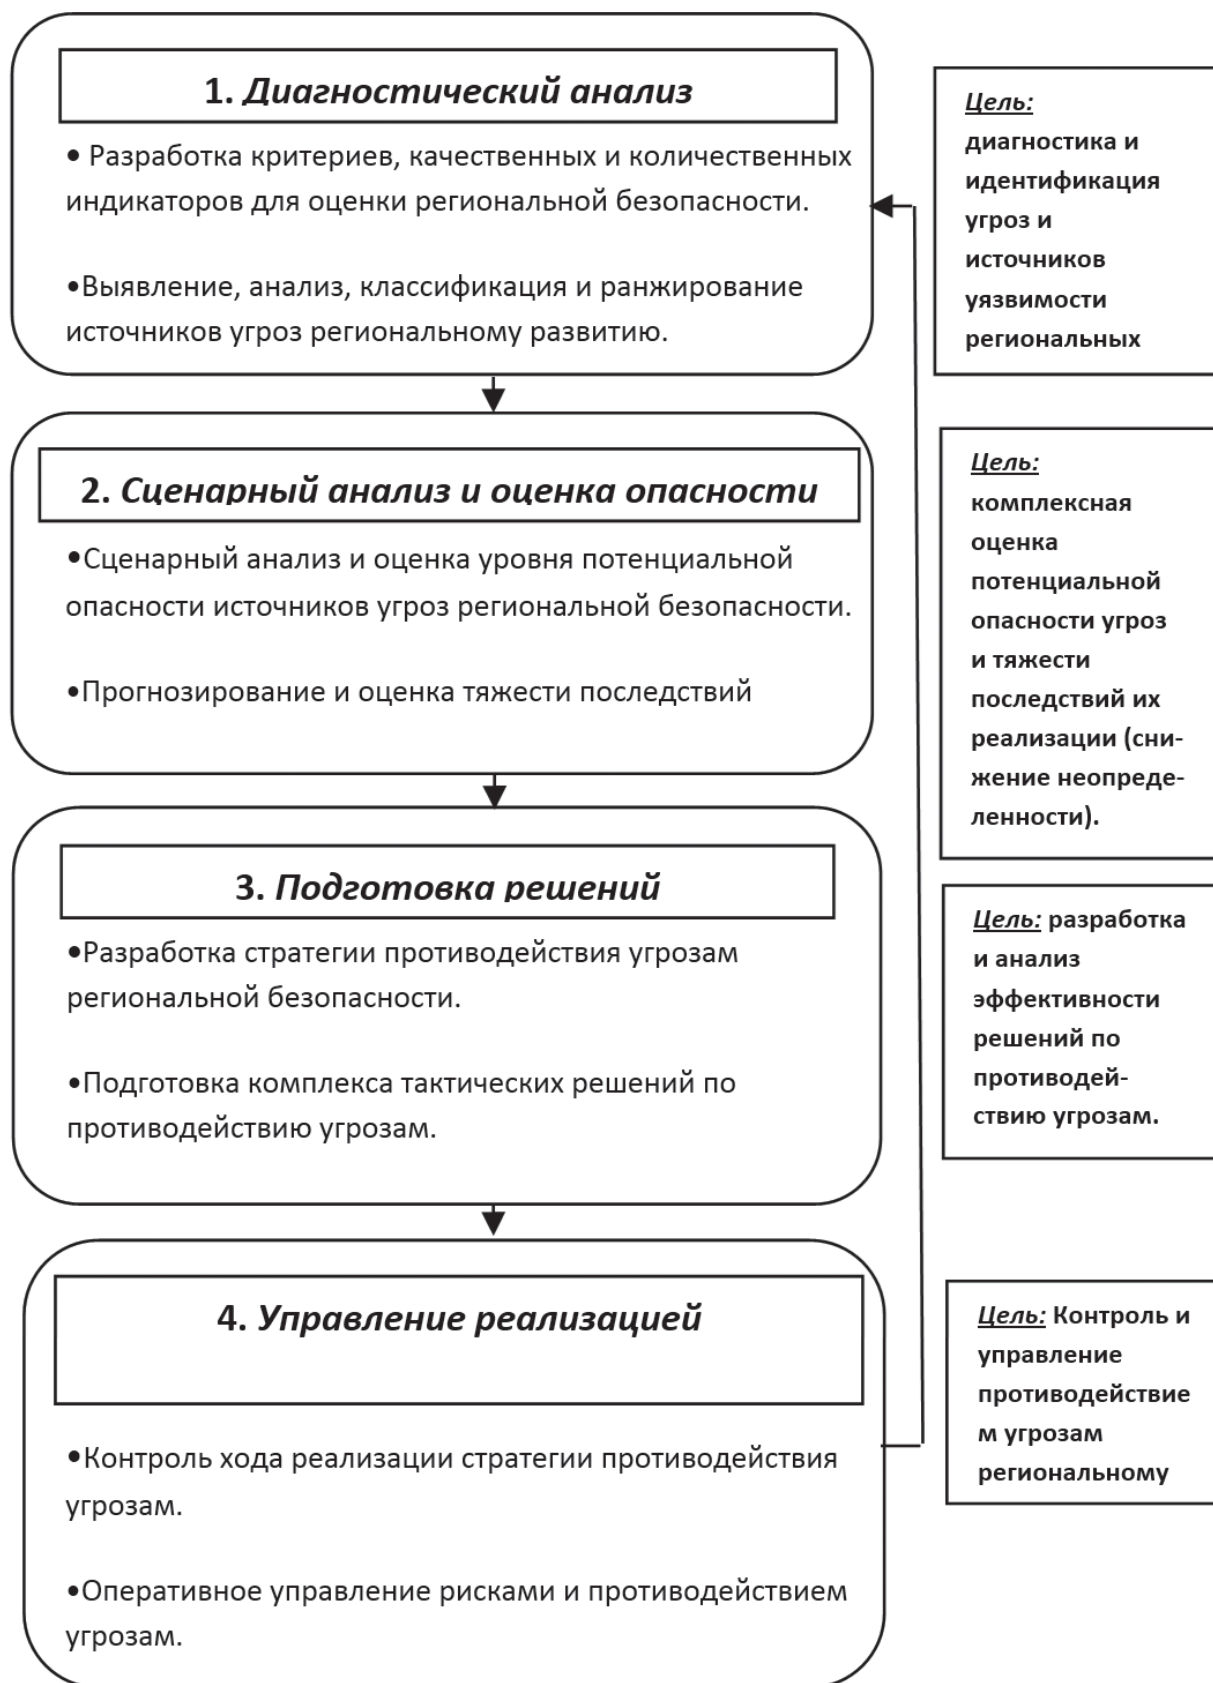 1. Диагностический анализ
• Разработка критериев, качественных и количественных
индикаторов для оценки региональной безопасности.
•Выявление, анализ, классификация и ранжирование
источников угроз региональному развитию.
Цель:
диагностика и
идентификация
угроз и
источников
уязвимости
региональных
2. Сценарный анализ и оценка опасности
•Сценарный анализ и оценка уровня потенциальной
опасности источников угроз региональной безопасности.
•Прогнозирование и оценка тяжести последствий
Цель:
комплексная
оценка
потенциальной
опасности угроз
и тяжести
последствий их
реализации (сни-
жение неопреде-
ленности).
3. Подготовка решений
•Разработка стратегии противодействия угрозам
региональной безопасности.
•Подготовка комплекса тактических решений по
противодействию угрозам.
Цель: разработка
и анализ
эффективности
решений по
противодей-
ствию угрозам.
4. Управление реализацией
•Контроль хода реализации стратегии противодействия
угрозам.
•Оперативное управление рисками и противодействием
угрозам.
Цель: Контроль и
управление
противодействие
м угрозам
региональному